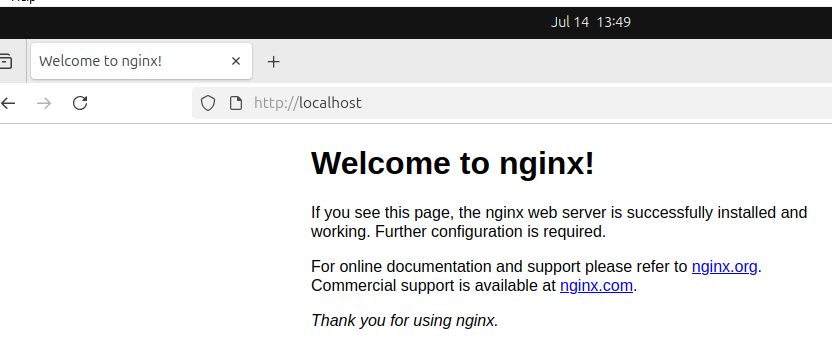 Jul 14 13:49
Welcome to nginx!
http://localhost
Welcome to nginx!
If you see this page, the nginx web server is successfully installed and
working. Further configuration is required.
For online documentation and support please refer to nginx.org.
Commercial support is available at nginx.com.
Thank you for using nginx.